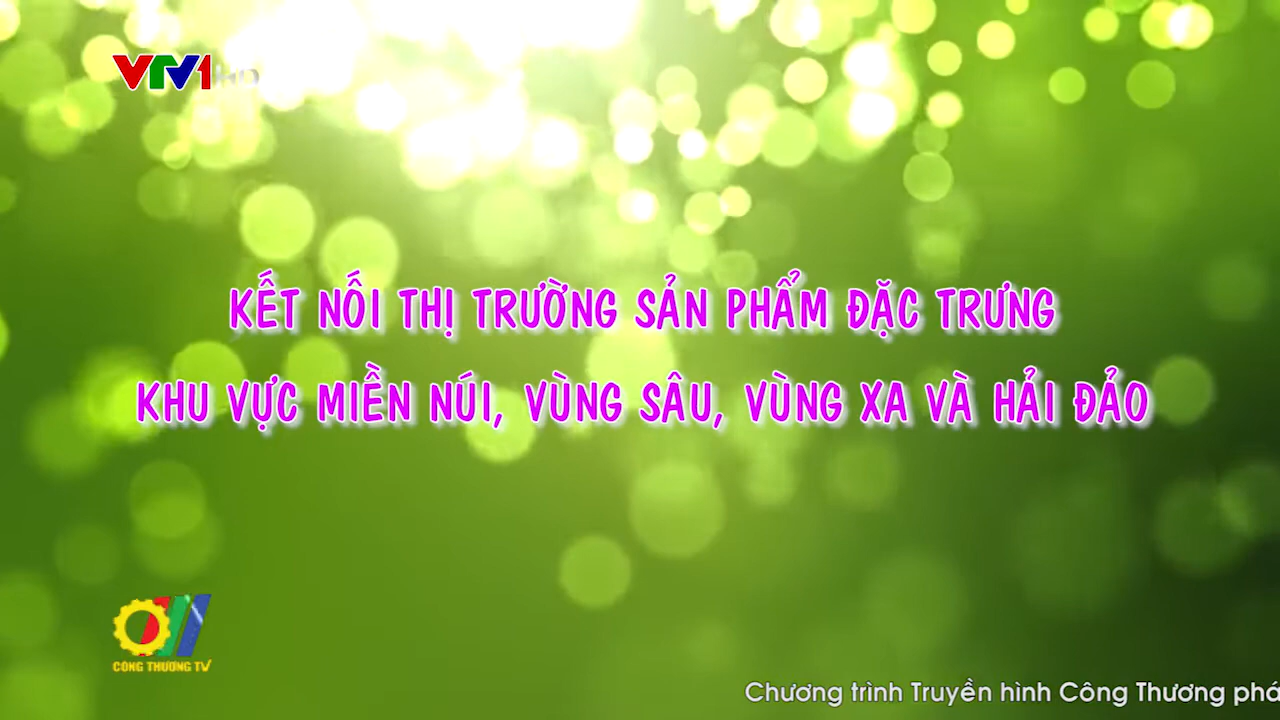 VTV1 HD
KẾT NỐI THỊ TRƯỜNG SẢN PHẨM ĐẶC TRƯNG
KHU VỰC MIỀN NÚI, VÙNG SÂU, VÙNG XA VÀ HẢI ĐẢO
CÔNG THƯƠNG TV
Chương trình Truyền hình Công Thương phá